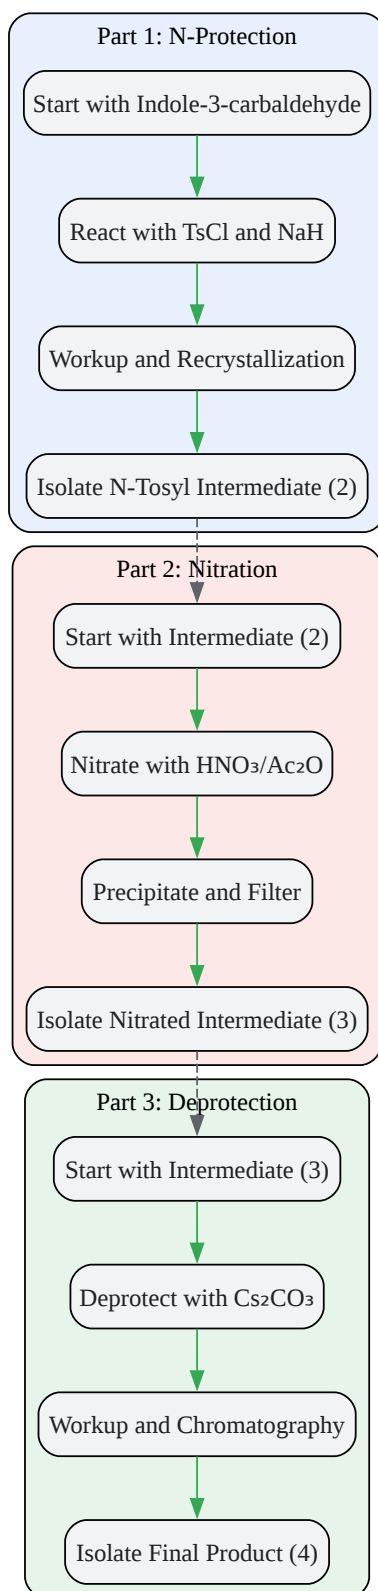 Part 1: N-Protection
Start with Indole-3-carbaldehyde
React with TsCl and NaH
Workup and Recrystallization
Isolate N-Tosyl Intermediate (2)
Part 2: Nitration
Start with Intermediate (2)
Nitrate with HNO₃/Ac₂O
Precipitate and Filter
Isolate Nitrated Intermediate (3)
Part 3: Deprotection
Start with Intermediate (3)
Deprotect with Cs₂CO₃
Workup and Chromatography
Isolate Final Product (4)